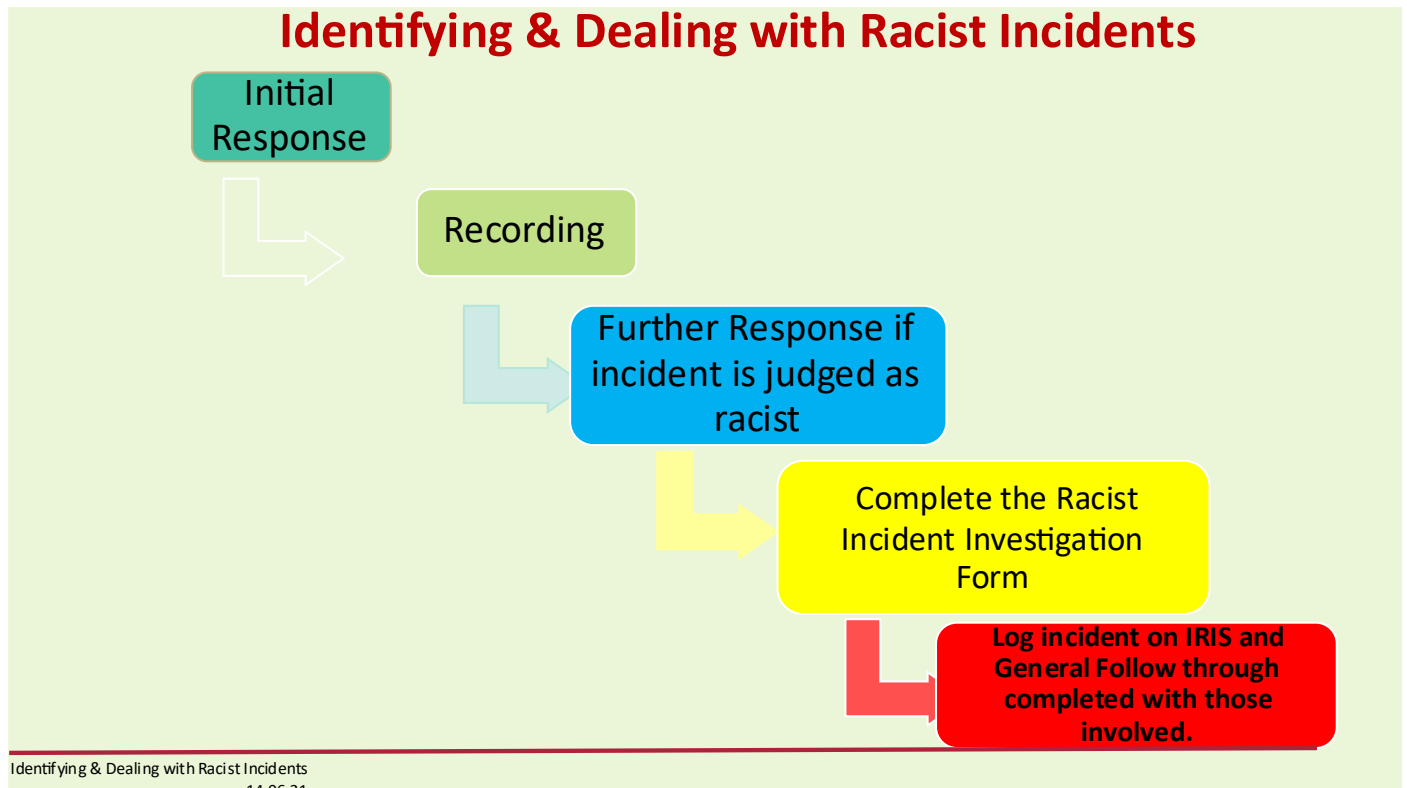 Identifying & Dealing with Racist Incidents
Initial
Response
Recording
Further Response if
incident is judged as
racist
Complete the Racist
Incident Investigation
Form
Log incident on IRIS and
General Follow through
completed with those
involved.
Identifying & Dealing with Racist Incidents